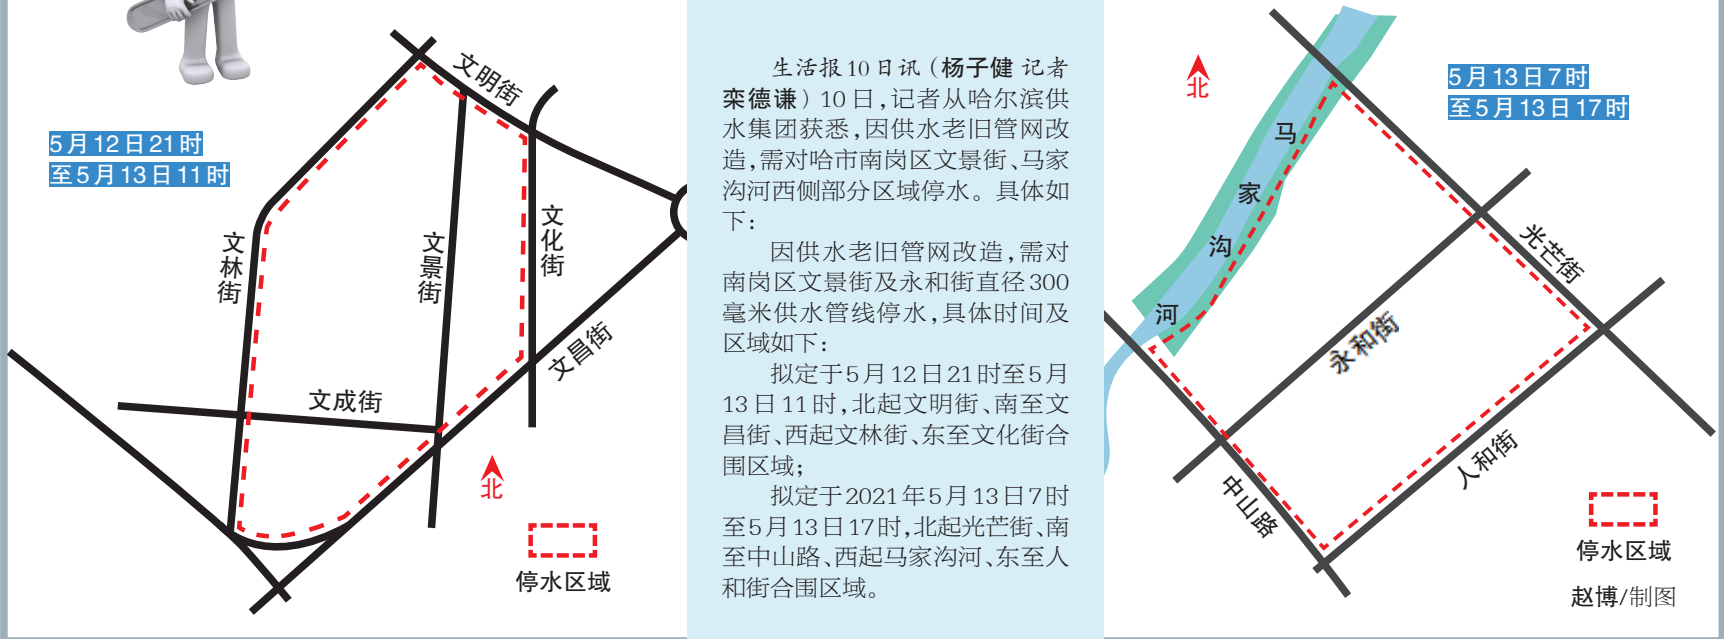 5月12日21时
至5月13日11时
文明街
文林街
文景街
文化街
文昌街
文成街
北
停水区域
生活报10日讯（杨子健 记者
栾德谦）10日，记者从哈尔滨供
水集团获悉，因供水老旧管网改
造，需对哈市南岗区文景街、马家
沟河西侧部分区域停水。具体如
下：
因供水老旧管网改造，需对
南岗区文景街及永和街直径300
毫米供水管线停水，具体时间及
区域如下：
拟定于5月12日21时至5月
13日11时，北起文明街、南至文
昌街、西起文林街、东至文化街合
围区域；
拟定于2021年5月13日7时
至5月13日17时，北起光芒街、南
至中山路、西起马家沟河、东至人
和街合围区域。
北
5月13日7时
至5月13日17时
马家沟河
光芒街
永和街
人和街
中山路
停水区域
赵博/制图